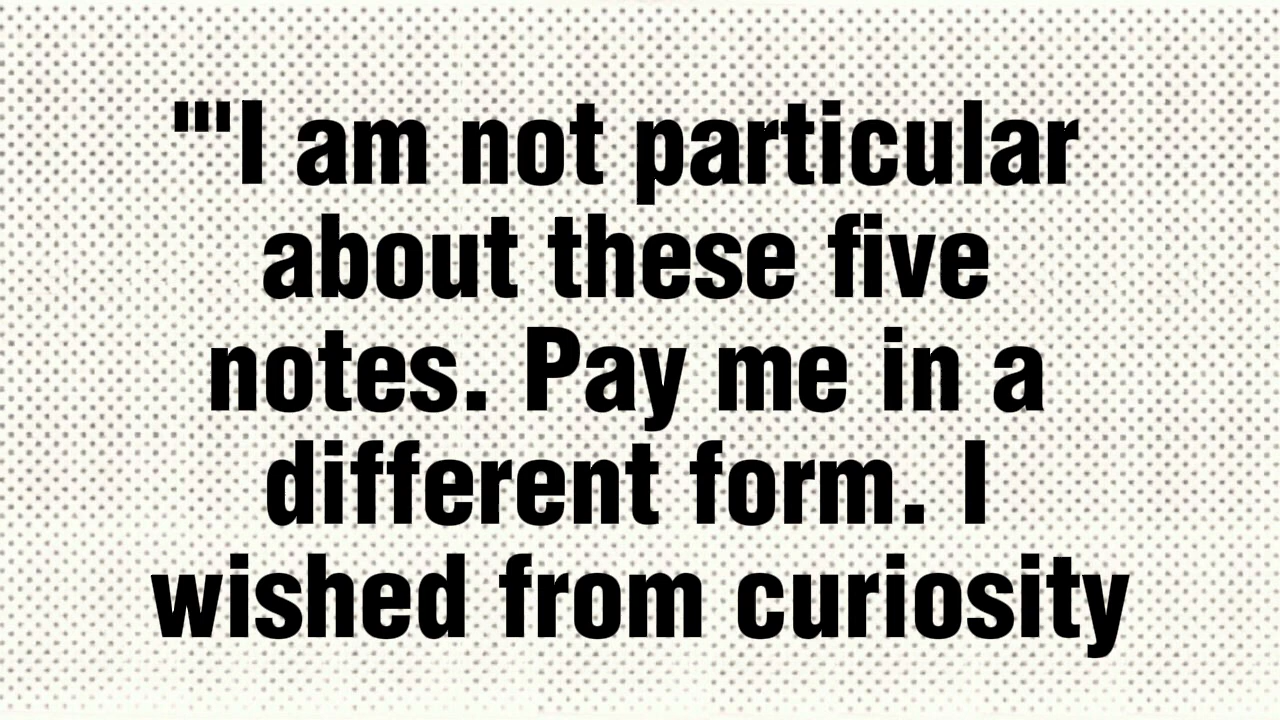 "'I am not particular
about these five
notes. Pay me in a
different form. I
wished from curiosity